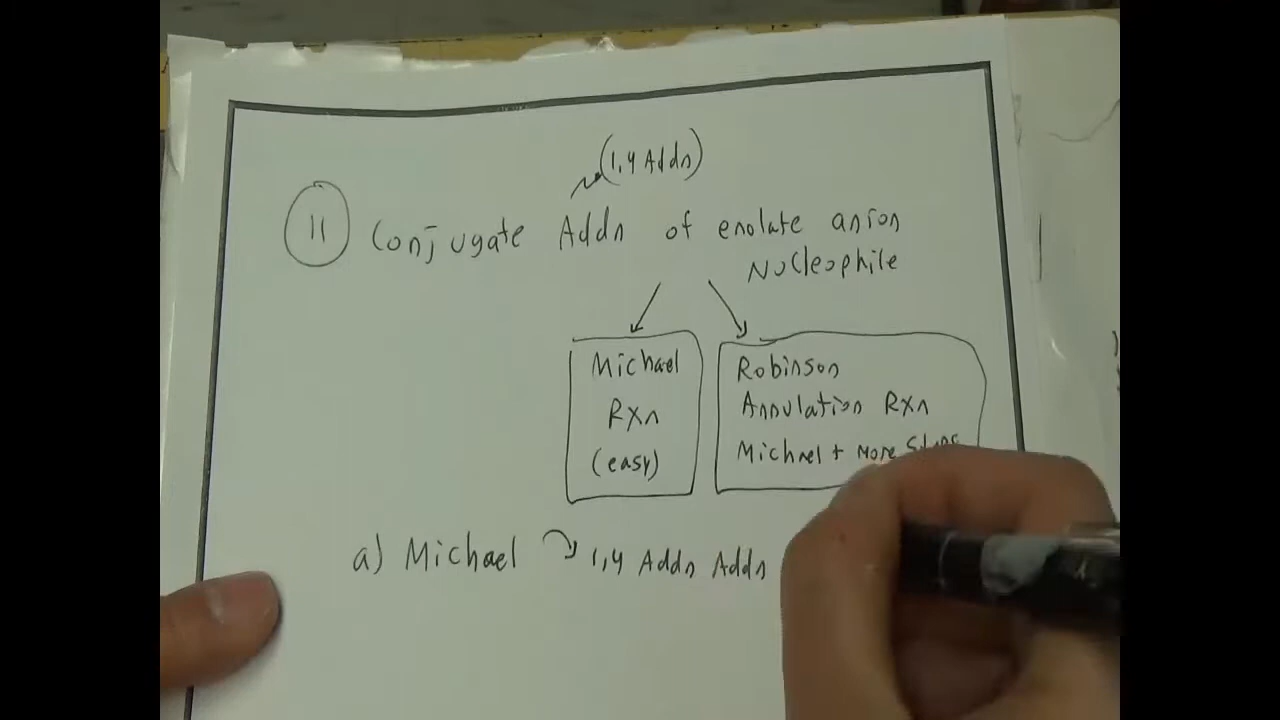 (1,4 Addn)
11 Conjugate Addn of enolate anion
Nucleophile
Michael
Rxn
(easy)
Robinson
Annulation Rxn
Michael + More
a) Michael 1,4 Addn Addn